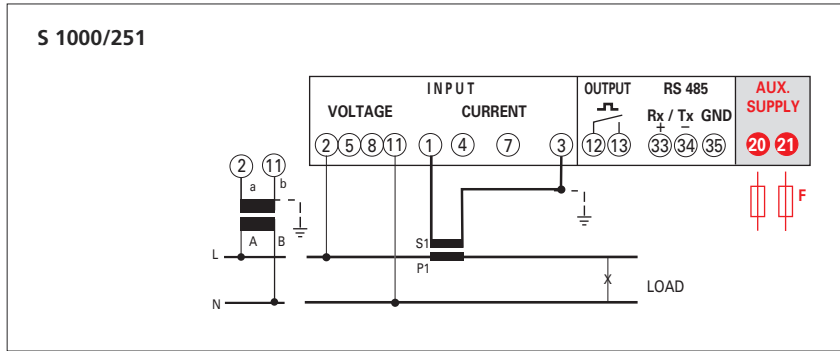 S 1000/251
INPUT
OUTPUT
RS 485
AUX.
SUPPLY
VOLTAGE
CURRENT
Rx / Tx GND
+ −
2 5 8 11 1 4 7 3 12 13 33 34 35 20 21
2 11
a b
F
S1
A B
L
P1
X
LOAD
N